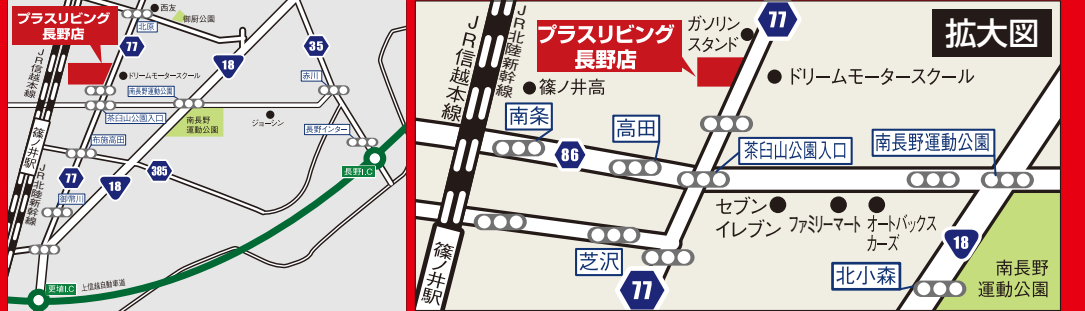 西友
御厨公園
北原
プラスリビング
長野店
77
35
18
JR信越本線
ドリームモータースクール
赤川
南長野運動公園
茶臼山公園入口
南長野
運動公園
ジョーシン
長野インター
布施高田
篠ノ井駅
385
77
18
長野I.C
御幣川
JR北陸新幹線
更埴I.C
上信越自動車道
JR北陸新幹線
JR信越本線
プラスリビング
長野店
ガソリン
スタンド
77
拡大図
ドリームモータースクール
篠ノ井高
南条
高田
86
茶臼山公園入口
南長野運動公園
セブン
イレブン
ファミリーマート
オートバックス
カーズ
18
芝沢
77
北小森
南長野
運動公園
篠ノ井駅